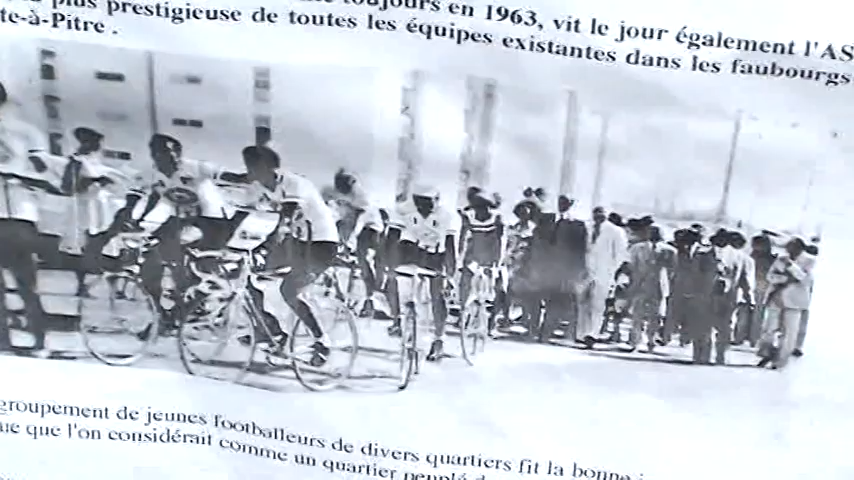 plus prestigieuse de toutes les équipes existantes dans les faubourgs
toujours en 1963, vit le jour également l'AS
te-à-Pitre .
groupement de jeunes footballeurs de divers quartiers fit la bonne
que l'on considérait comme un quartier peuplé